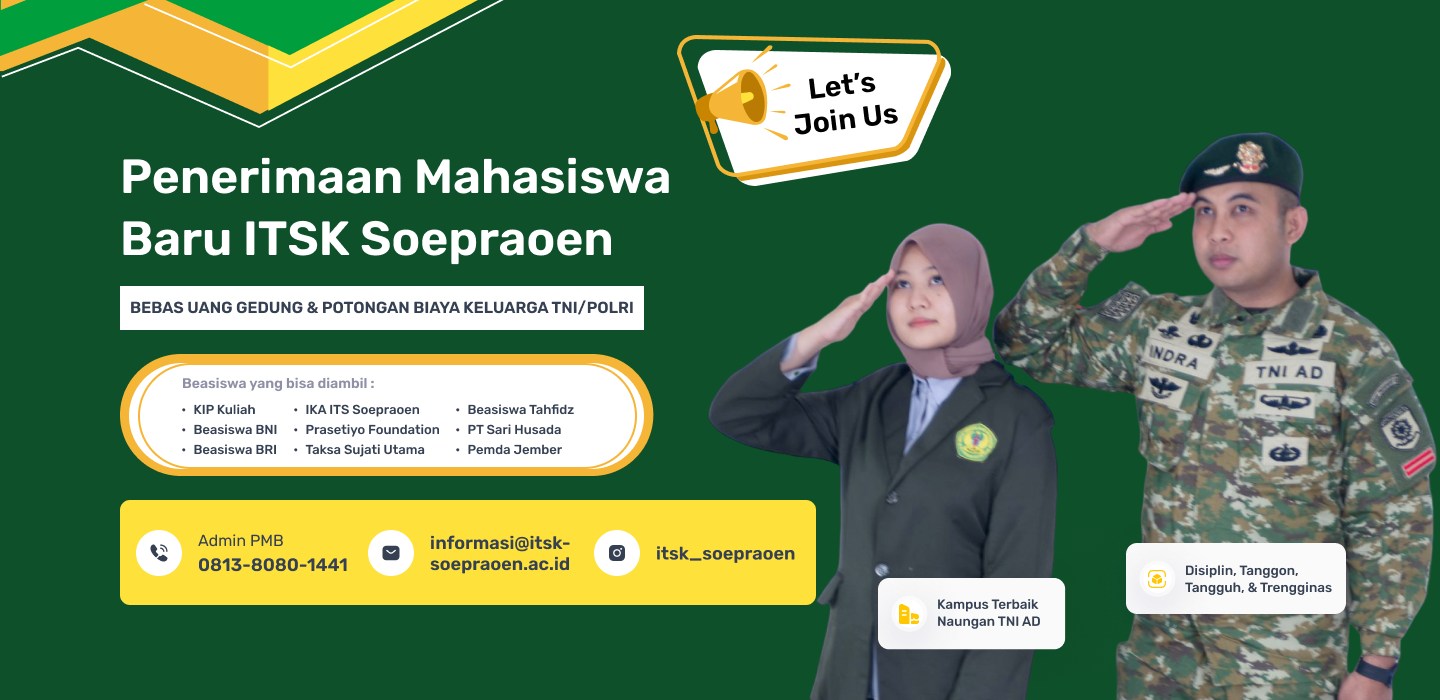 Let's
Join Us
Penerimaan Mahasiswa
Baru ITSK Soepraoen
BEBAS UANG GEDUNG & POTONGAN BIAYA KELUARGA TNI/POLRI
Beasiswa yang bisa diambil :
• KIP Kuliah
• Beasiswa BNI
• Beasiswa BRI
• IKA ITS Soepraoen
• Prasetiyo Foundation
• Taksa Sujati Utama
• Beasiswa Tahfidz
• PT Sari Husada
• Pemda Jember
Admin PMB
0813-8080-1441
informasi@itsk-
soepraoen.ac.id
itsk_soepraoen
INDRA
TNI AD
Kampus Terbaik
Naungan TNI AD
Disiplin, Tanggon,
Tangguh, & Trengginas